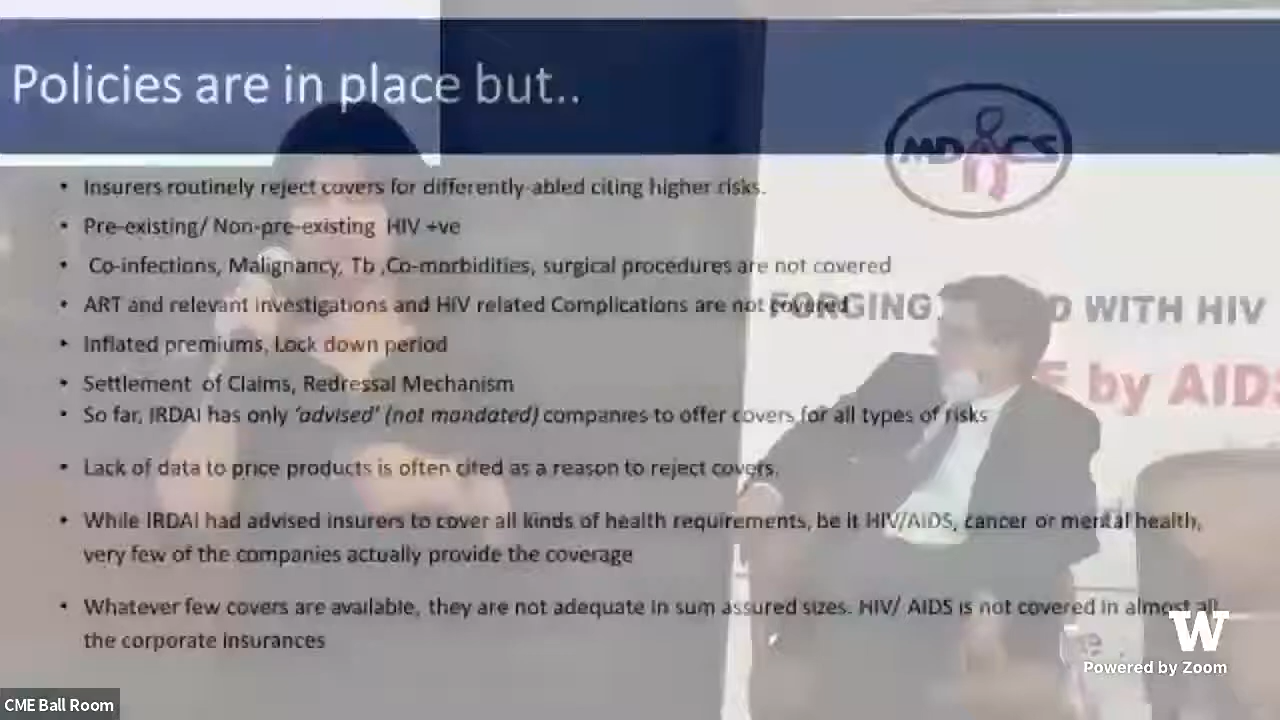 Policies are in place but..
MDACS
• Insurers routinely reject covers for differently-abled citing higher risks.
• Pre-existing/ Non-pre-existing HIV +ve
• Co-infections, Malignancy, Tb ,Co-morbidities, surgical procedures are not covered
• ART and relevant investigations and HIV related Complications are not covered
FORGING D WITH HIV
• Inflated premiums, Lock down period
• Settlement of Claims, Redressal Mechanism
E by AIDS
• So far, IRDAI has only ‘advised’ (not mandated) companies to offer covers for all types of risks
• Lack of data to price products is often cited as a reason to reject covers.
• While IRDAI had advised insurers to cover all kinds of health requirements, be it HIV/AIDS, cancer or mental health,
very few of the companies actually provide the coverage
• Whatever few covers are available, they are not adequate in sum assured sizes. HIV/ AIDS is not covered in almost all
the corporate insurances
W
Powered by Zoom
CME Ball Room